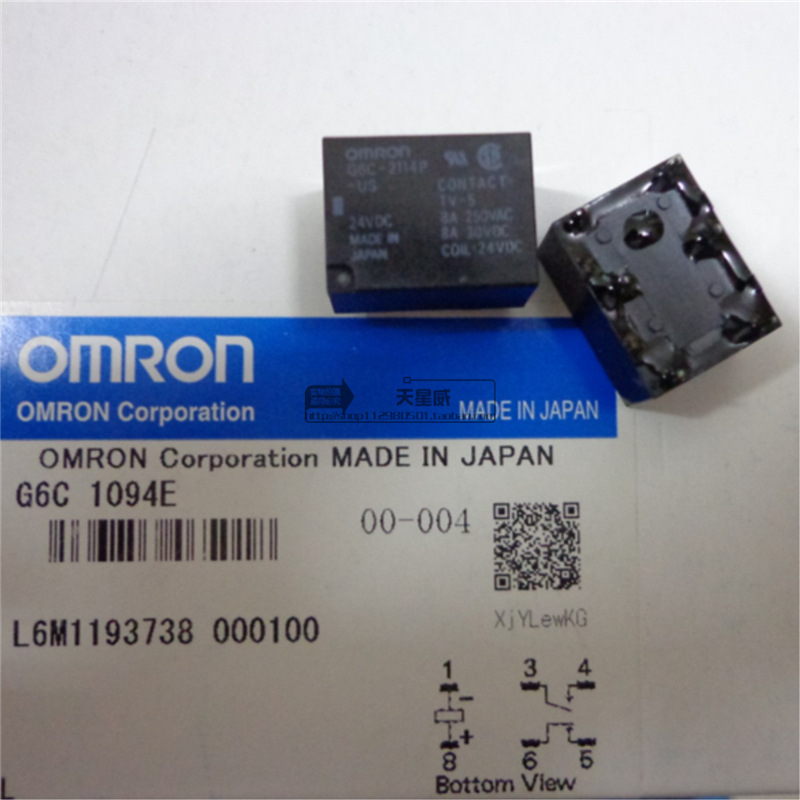 OMRON
G6C-2114P
-US
24VDC
MADE IN
JAPAN
CONTACT:
TV-5
8A 250VAC
8A 30VDC
COIL:24VDC
OMRON
OMRON Corporation
天星威
MADE IN JAPAN
OMRON Corporation MADE IN JAPAN
G6C 1094E
00-004
XjYLewKG
L6M1193738 000100
1
3
4
-
+
8
6
5
Bottom View
L